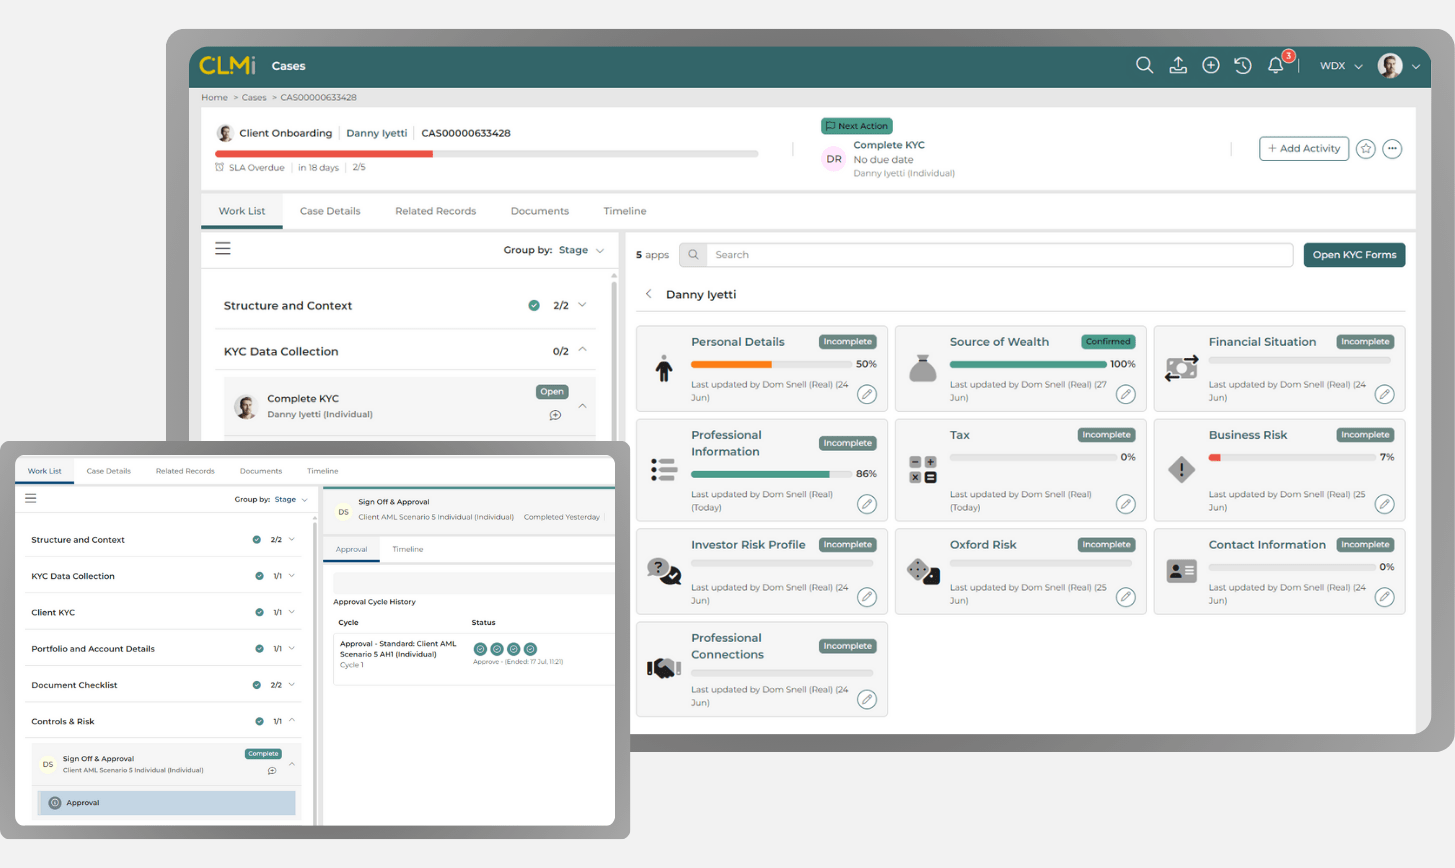 CLMi Cases
3
WDX
Home > Cases > CAS00000633428
Client Onboarding Danny Iyetti CAS00000633428
SLA Overdue in 18 days 2/5
Next Action
DR
Complete KYC
No due date
Danny Iyetti (Individual)
+ Add Activity
Work List Case Details Related Records Documents Timeline
Group by: Stage
Structure and Context 2/2
KYC Data Collection 0/2
Complete KYC
Danny Iyetti (Individual)
Open
5 apps Search Open KYC Forms
Danny Iyetti
Personal Details Incomplete
50%
Last updated by Dom Snell (Real) (24
Jun)
Source of Wealth Confirmed
100%
Last updated by Dom Snell (Real) (27
Jun)
Financial Situation Incomplete
Last updated by Dom Snell (Real) (24
Jun)
Professional
Information
Incomplete
86%
Last updated by Dom Snell (Real)
(Today)
Tax Incomplete
0%
Last updated by Dom Snell (Real)
(Today)
Business Risk Incomplete
7%
Last updated by Dom Snell (Real) (25
Jun)
Investor Risk Profile Incomplete
Last updated by Dom Snell (Real) (24
Jun)
Oxford Risk Incomplete
Last updated by Dom Snell (Real) (25
Jun)
Contact Information Incomplete
0%
Last updated by Dom Snell (Real) (24
Jun)
Professional
Connections
Incomplete
Last updated by Dom Snell (Real) (24
Jun)
Work List Case Details Related Records Documents Timeline
Group by: Stage
Structure and Context 2/2
KYC Data Collection 1/1
Client KYC 1/1
Portfolio and Account Details 1/1
Document Checklist 2/2
Controls & Risk 1/1
DS
Sign Off & Approval
Client AML Scenario 5 Individual (Individual)
Complete
Approval
DS
Sign Off & Approval
Client AML Scenario 5 Individual (Individual) Completed Yesterday
Approval Timeline
Approval Cycle History
Cycle Status
Approval - Standard: Client AML
Scenario 5 AH1 (Individual)
Cycle 1
Approve - (Ended: 17 Jul, 11:21)